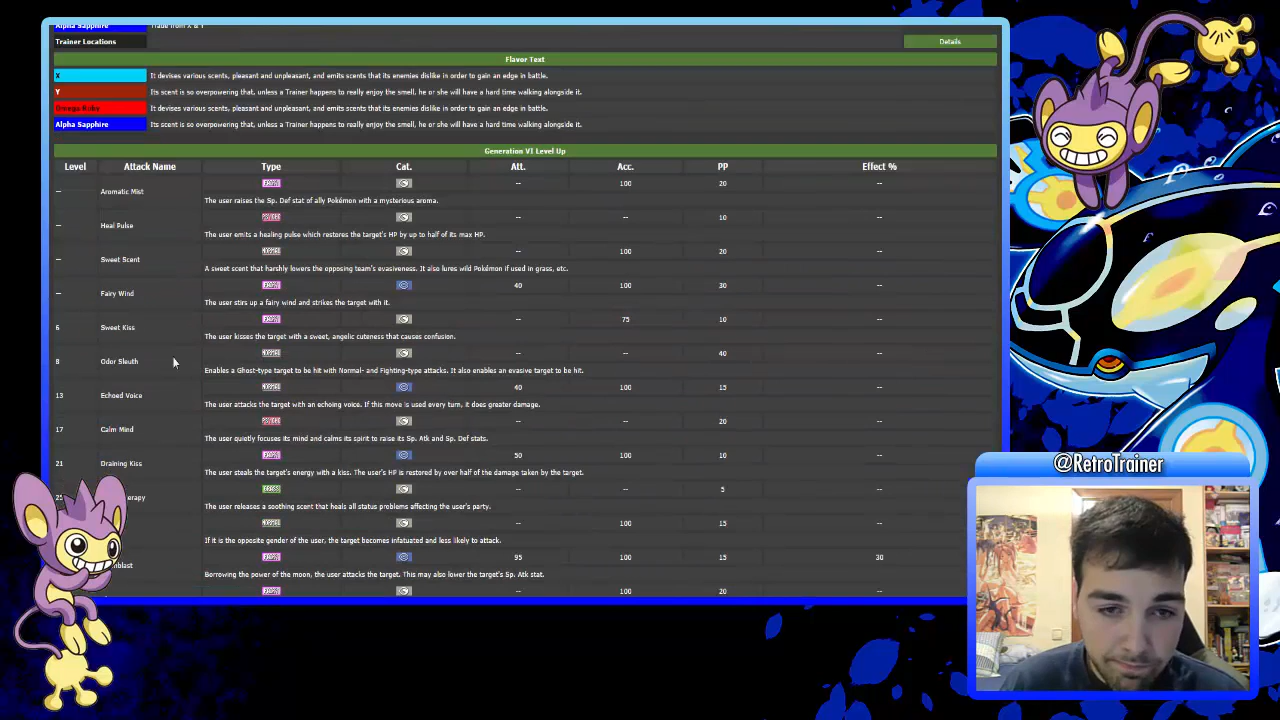 Alpha Sapphire Trade from X & Y
Trainer Locations Details
Flavor Text
X It devises various scents, pleasant and unpleasant, and emits scents that its enemies dislike in order to gain an edge in battle.
Y Its scent is so overpowering that, unless a Trainer happens to really enjoy the smell, he or she will have a hard time walking alongside it.
Omega Ruby It devises various scents, pleasant and unpleasant, and emits scents that its enemies dislike in order to gain an edge in battle.
Alpha Sapphire Its scent is so overpowering that, unless a Trainer happens to really enjoy the smell, he or she will have a hard time walking alongside it.
Generation VI Level Up
Level Attack Name Type Cat. Att. Acc. PP Effect %
-- Aromatic Mist FAIRY -- 100 20 --
The user raises the Sp. Def stat of ally Pokémon with a mysterious aroma.
-- Heal Pulse PSYCHC -- -- 10 --
The user emits a healing pulse which restores the target's HP by up to half of its max HP.
-- Sweet Scent NORMAL -- 100 20 --
A sweet scent that harshly lowers the opposing team's evasiveness. It also lures wild Pokémon if used in grass, etc.
-- Fairy Wind FAIRY 40 100 30 --
The user stirs up a fairy wind and strikes the target with it.
6 Sweet Kiss FAIRY -- 75 10 --
The user kisses the target with a sweet, angelic cuteness that causes confusion.
8 Odor Sleuth NORMAL -- -- 40 --
Enables a Ghost-type target to be hit with Normal- and Fighting-type attacks. It also enables an evasive target to be hit.
13 Echoed Voice NORMAL 40 100 15 --
The user attacks the target with an echoing voice. If this move is used every turn, it does greater damage.
17 Calm Mind PSYCHC -- -- 20 --
The user quietly focuses its mind and calms its spirit to raise its Sp. Atk and Sp. Def stats.
21 Draining Kiss FAIRY 50 100 10 --
The user steals the target's energy with a kiss. The user's HP is restored by over half of the damage taken by the target.
25 erapy GRASS -- -- 5 --
The user releases a soothing scent that heals all status problems affecting the user's party.
NORMAL -- 100 15 --
If it is the opposite gender of the user, the target becomes infatuated and less likely to attack.
nblast FAIRY 95 100 15 30
Borrowing the power of the moon, the user attacks the target. This may also lower the target's Sp. Atk stat.
FAIRY -- 100 20 --
@RetroTrainer